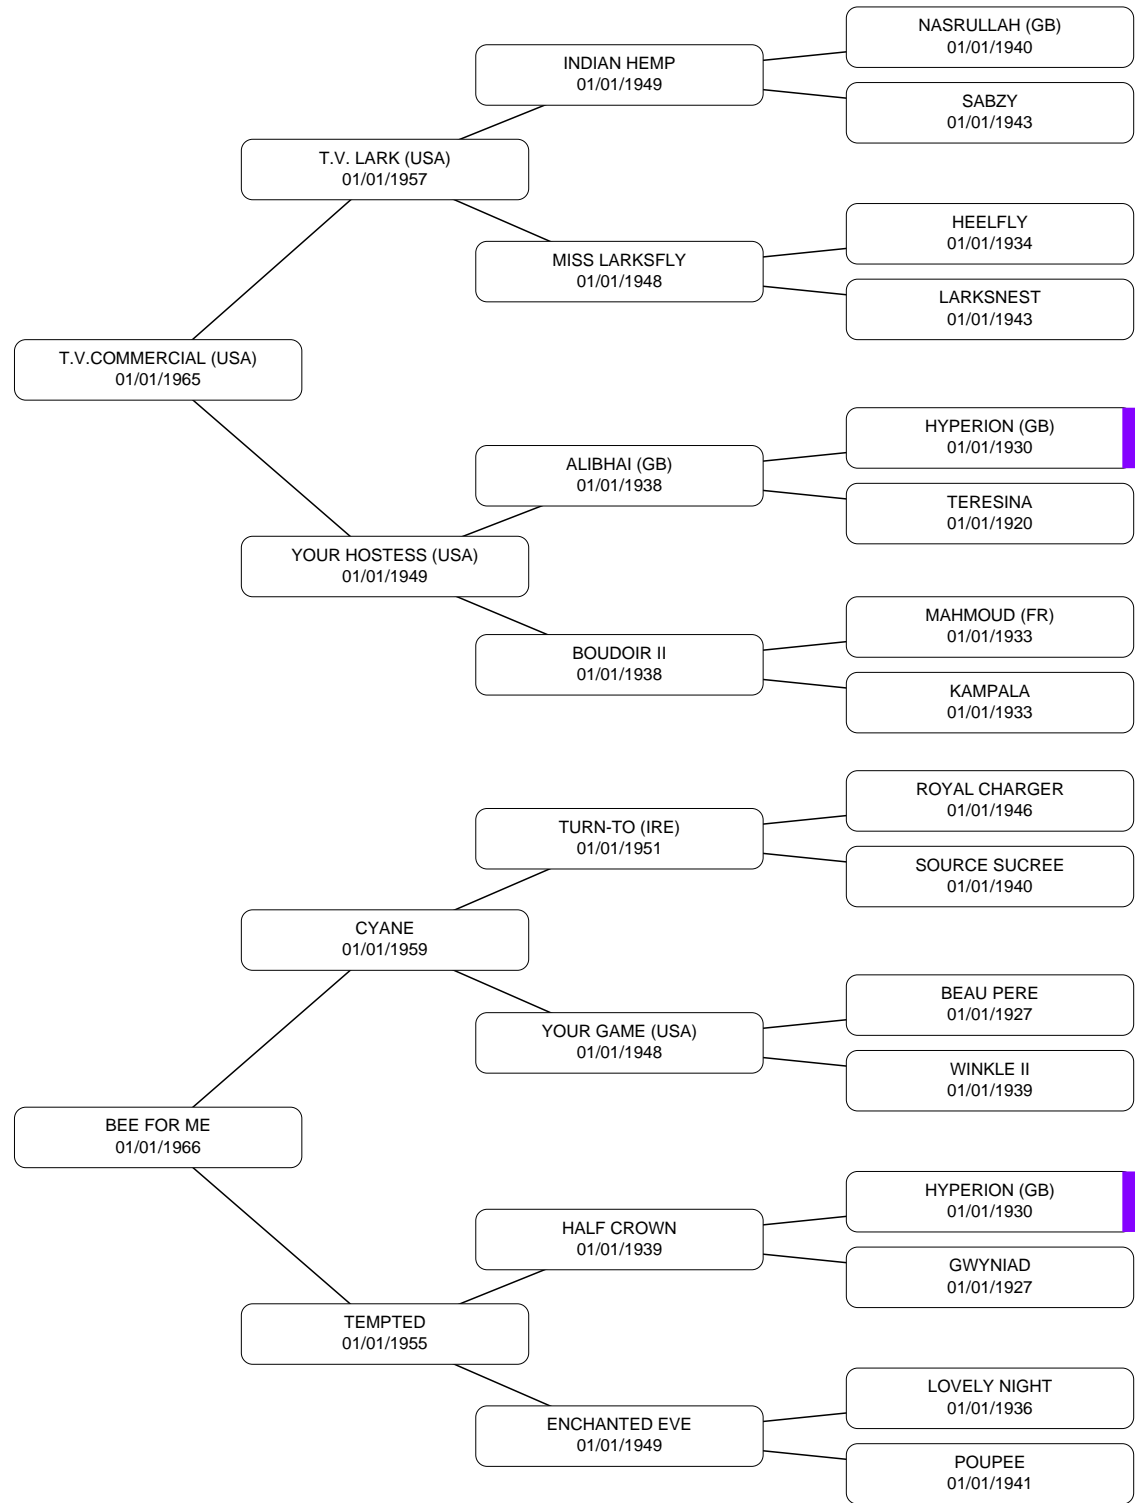 NASRULLAH (GB)
01/01/1940
INDIAN HEMP
01/01/1949
SABZY
01/01/1943
T.V. LARK (USA)
01/01/1957
HEELFLY
01/01/1934
MISS LARKSFLY
01/01/1948
LARKSNEST
01/01/1943
T.V.COMMERCIAL (USA)
01/01/1965
HYPERION (GB)
01/01/1930
ALIBHAI (GB)
01/01/1938
TERESINA
01/01/1920
YOUR HOSTESS (USA)
01/01/1949
MAHMOUD (FR)
01/01/1933
BOUDOIR II
01/01/1938
KAMPALA
01/01/1933
ROYAL CHARGER
01/01/1946
TURN-TO (IRE)
01/01/1951
SOURCE SUCREE
01/01/1940
CYANE
01/01/1959
BEAU PERE
01/01/1927
YOUR GAME (USA)
01/01/1948
WINKLE II
01/01/1939
BEE FOR ME
01/01/1966
HYPERION (GB)
01/01/1930
HALF CROWN
01/01/1939
GWYNIAD
01/01/1927
TEMPTED
01/01/1955
LOVELY NIGHT
01/01/1936
ENCHANTED EVE
01/01/1949
POUPEE
01/01/1941